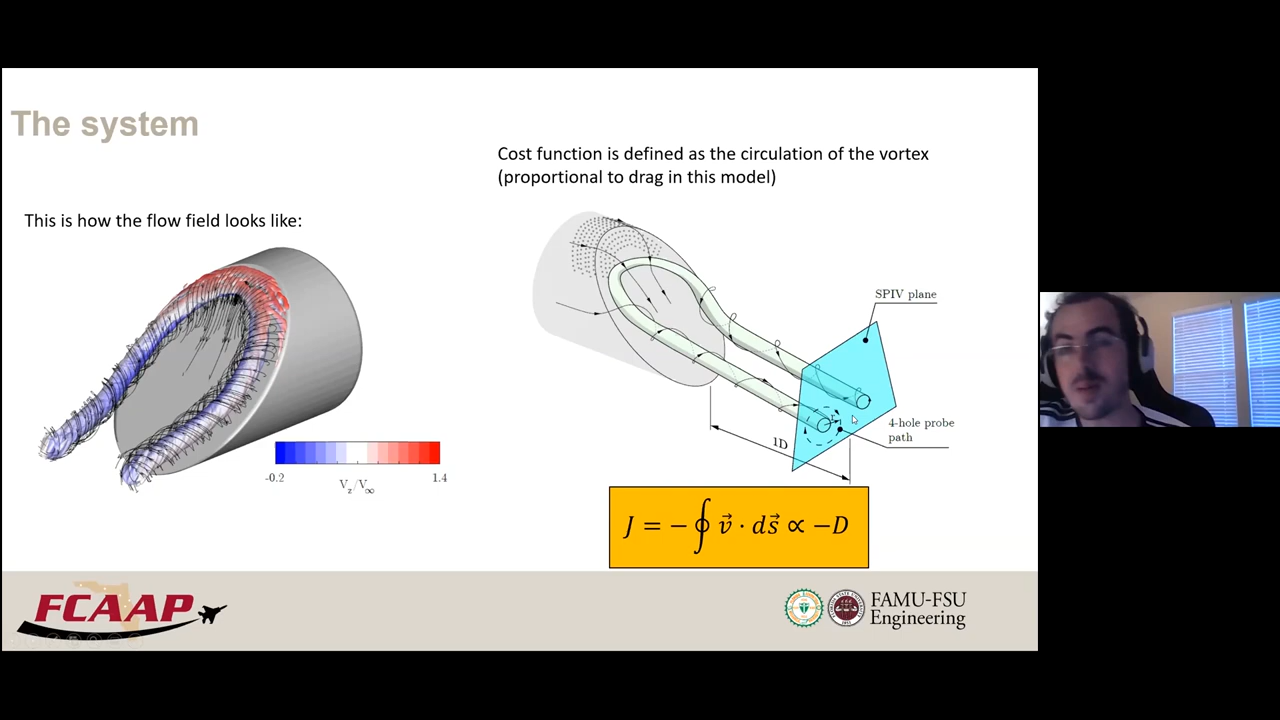 The system
Cost function is defined as the circulation of the vortex
(proportional to drag in this model)
This is how the flow field looks like:
SPIV plane
4-hole probe
path
1D
r
-0.2
1.4
V_z/V_∞
J = −∮ v⃗ · ds⃗ ∝ −D
FCAAP
FAMU-FSU
Engineering